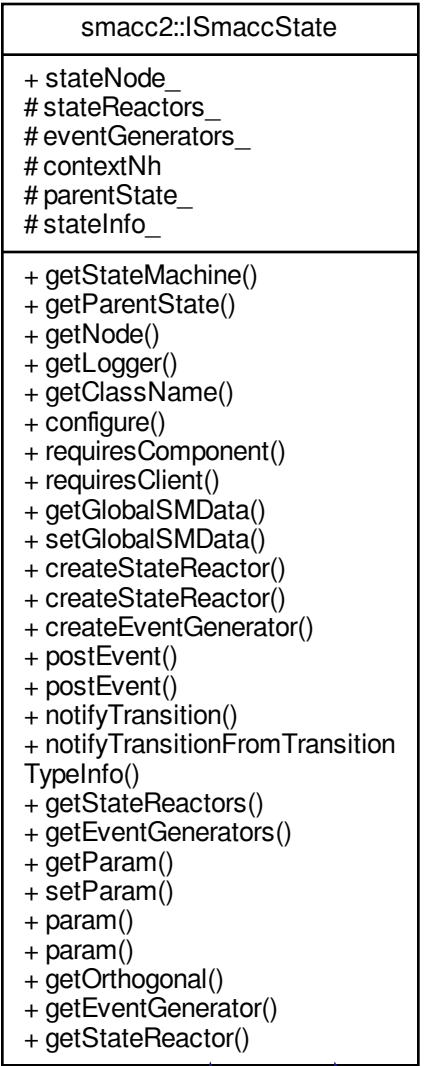 smacc2::ISmaccState
+ stateNode_
# stateReactors_
# eventGenerators_
# contextNh
# parentState_
# stateInfo_
+ getStateMachine()
+ getParentState()
+ getNode()
+ getLogger()
+ getClassName()
+ configure()
+ requiresComponent()
+ requiresClient()
+ getGlobalSMData()
+ setGlobalSMData()
+ createStateReactor()
+ createStateReactor()
+ createEventGenerator()
+ postEvent()
+ postEvent()
+ notifyTransition()
+ notifyTransitionFromTransition
TypeInfo()
+ getStateReactors()
+ getEventGenerators()
+ getParam()
+ setParam()
+ param()
+ param()
+ getOrthogonal()
+ getEventGenerator()
+ getStateReactor()